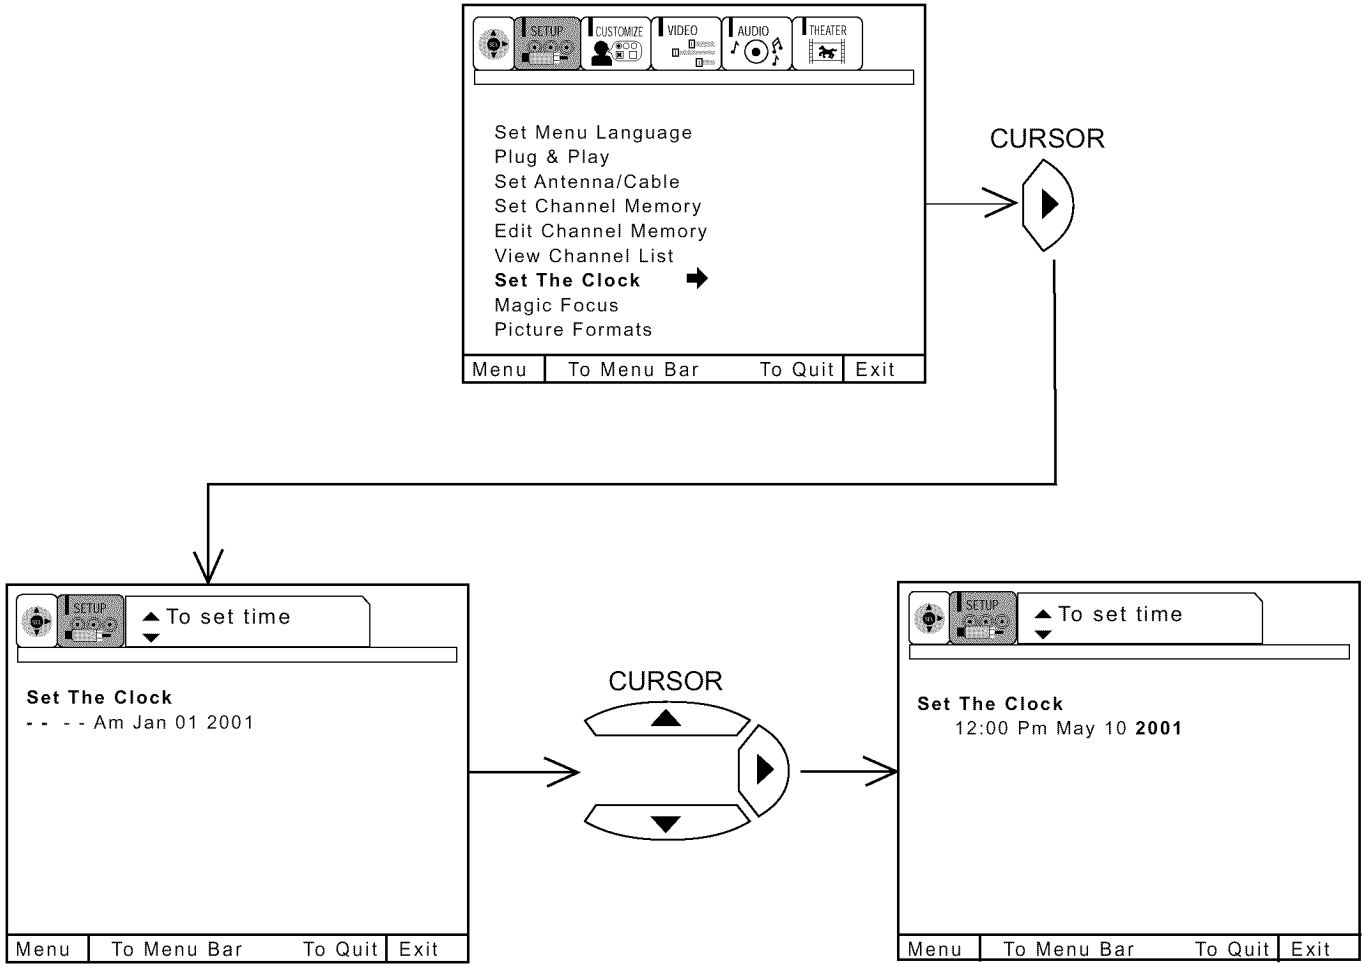 SETUP CUSTOMIZE VIDEO AUDIO THEATER
SEL
Set Menu Language
Plug & Play
Set Antenna/Cable
Set Channel Memory
Edit Channel Memory
View Channel List
Set The Clock
Magic Focus
Picture Formats
Menu To Menu Bar To Quit Exit
CURSOR
SETUP
SEL
To set time
Set The Clock
- - - - Am Jan 01 2001
Menu To Menu Bar To Quit Exit
CURSOR
SETUP
SEL
To set time
Set The Clock
12:00 Pm May 10 2001
Menu To Menu Bar To Quit Exit